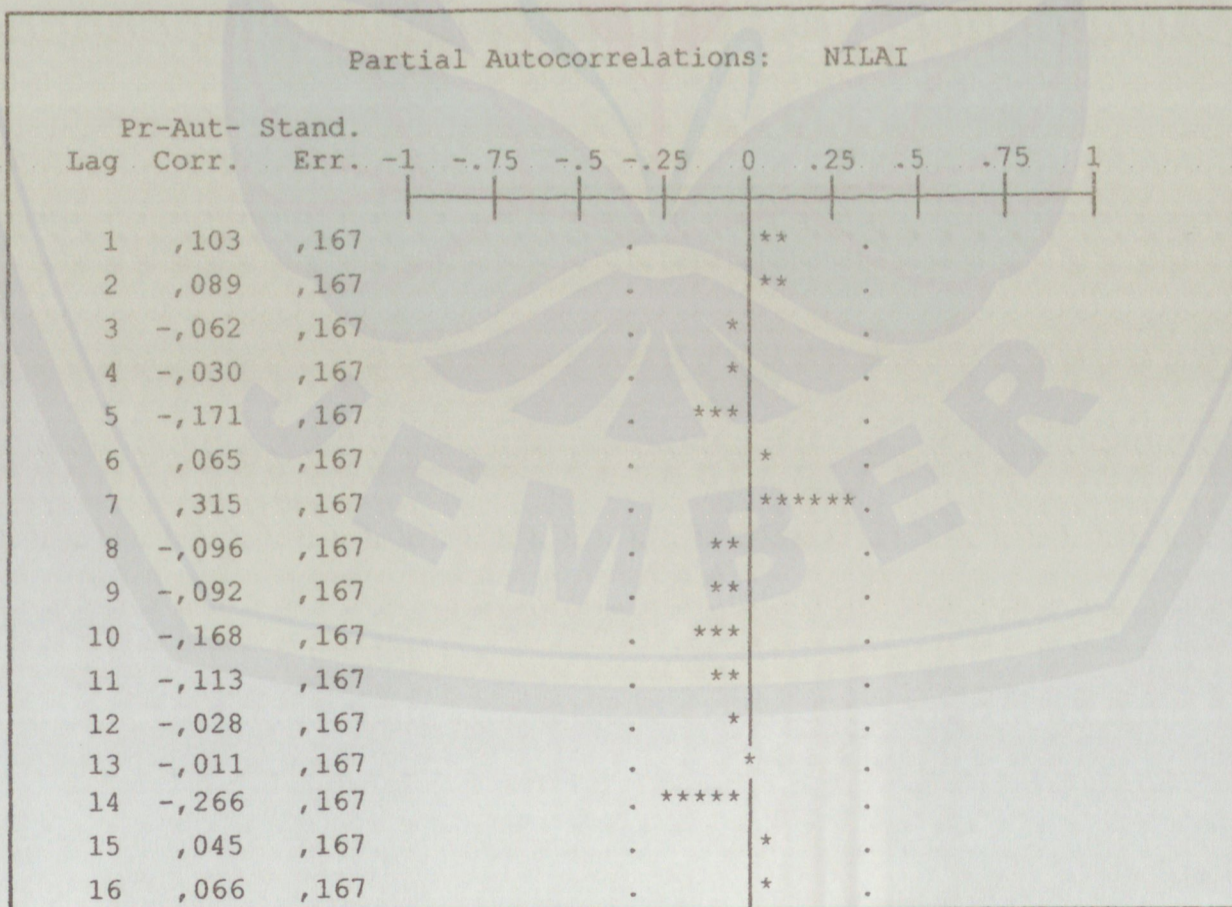 Partial Autocorrelations: NILAI
Pr-Aut- Stand.
Lag Corr. Err. -1 -.75 -.5 -.25 0 .25 .5 .75 1
1 ,103 ,167 . ** .
2 ,089 ,167 . ** .
3 -,062 ,167 . * .
4 -,030 ,167 . * .
5 -,171 ,167 . *** .
6 ,065 ,167 . * .
7 ,315 ,167 . ****** .
8 -,096 ,167 . ** .
9 -,092 ,167 . ** .
10 -,168 ,167 . *** .
11 -,113 ,167 . ** .
12 -,028 ,167 . * .
13 -,011 ,167 . * .
14 -,266 ,167 . ***** .
15 ,045 ,167 . * .
16 ,066 ,167 . * .
JEMBER